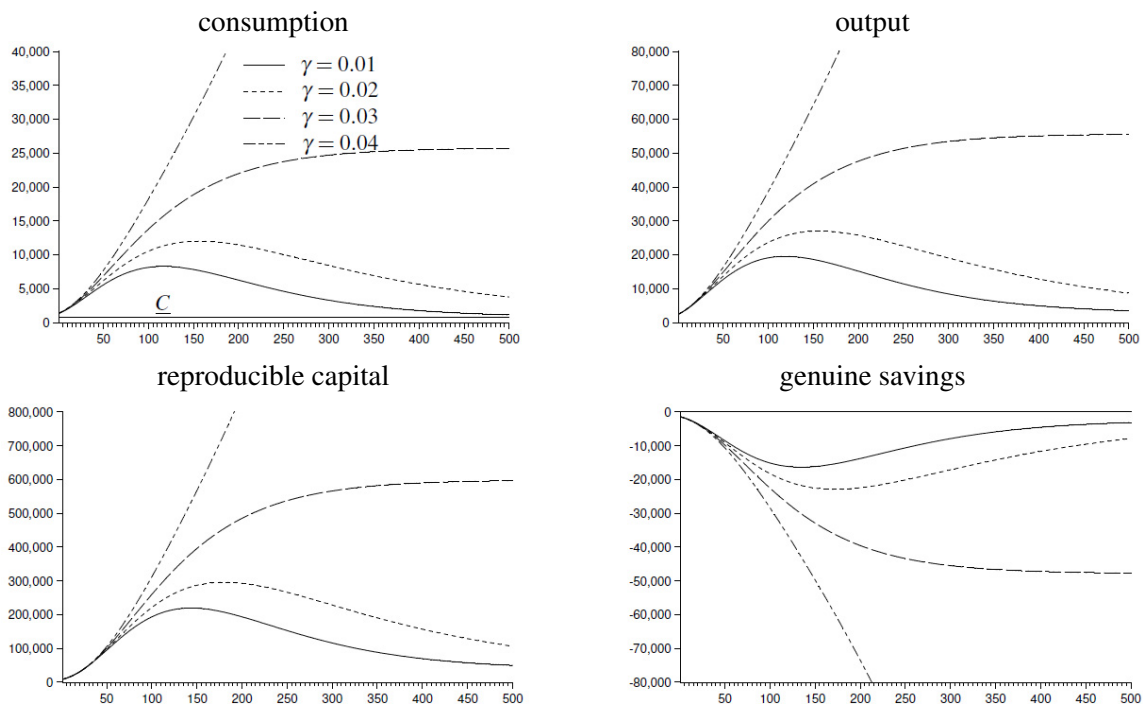 consumption
40,000
35,000
30,000
25,000
20,000
15,000
10,000
5,000
0
γ = 0.01
γ = 0.02
γ = 0.03
γ = 0.04
C
50 100 150 200 250 300 350 400 450 500
output
80,000
70,000
60,000
50,000
40,000
30,000
20,000
10,000
0
50 100 150 200 250 300 350 400 450 500
reproducible capital
800,000
700,000
600,000
500,000
400,000
300,000
200,000
100,000
0
50 100 150 200 250 300 350 400 450 500
genuine savings
0
-10,000
-20,000
-30,000
-40,000
-50,000
-60,000
-70,000
-80,000
50 100 150 200 250 300 350 400 450 500